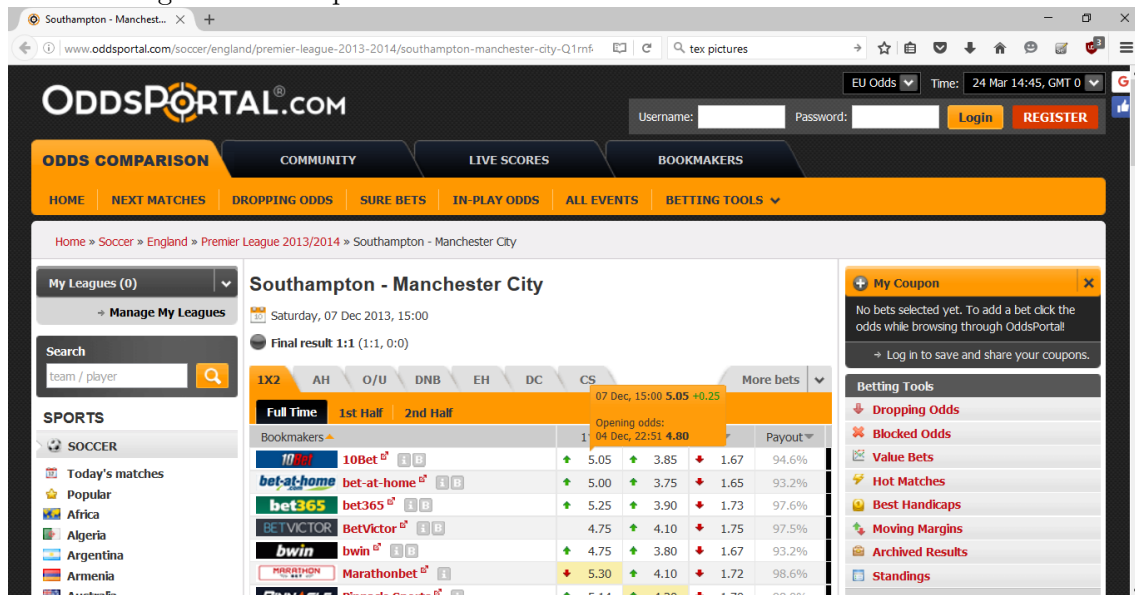 Southampton - Manchest...
www.oddsportal.com/soccer/england/premier-league-2013-2014/southampton-manchester-city-Q1rnf
tex pictures
ODDSPORTAL®.COM
EU Odds Time: 24 Mar 14:45, GMT 0
Username: Password: Login REGISTER
ODDS COMPARISON COMMUNITY LIVE SCORES BOOKMAKERS
HOME NEXT MATCHES DROPPING ODDS SURE BETS IN-PLAY ODDS ALL EVENTS BETTING TOOLS
Home » Soccer » England » Premier League 2013/2014 » Southampton - Manchester City
My Leagues (0)
Manage My Leagues
Search
team / player
SPORTS
SOCCER
Today's matches
Popular
Africa
Algeria
Argentina
Armenia
Australia
Southampton - Manchester City
Saturday, 07 Dec 2013, 15:00
Final result 1:1 (1:1, 0:0)
1X2 AH O/U DNB EH DC CS More bets
Full Time 1st Half 2nd Half
07 Dec, 15:00 5.05 +0.25
Opening odds:
04 Dec, 22:51 4.80
Bookmakers 1 Payout
10Bet 10Bet i B 5.05 3.85 1.67 94.6%
bet-at-home bet-at-home i B 5.00 3.75 1.65 93.2%
bet365 bet365 i B 5.25 3.90 1.73 97.6%
BETVICTOR BetVictor i B 4.75 4.10 1.75 97.5%
bwin bwin i B 4.75 3.80 1.67 93.2%
MARATHON BET Marathonbet i 5.30 4.10 1.72 98.6%
My Coupon
No bets selected yet. To add a bet click the
odds while browsing through OddsPortal!
Log in to save and share your coupons.
Betting Tools
Dropping Odds
Blocked Odds
Value Bets
Hot Matches
Best Handicaps
Moving Margins
Archived Results
Standings